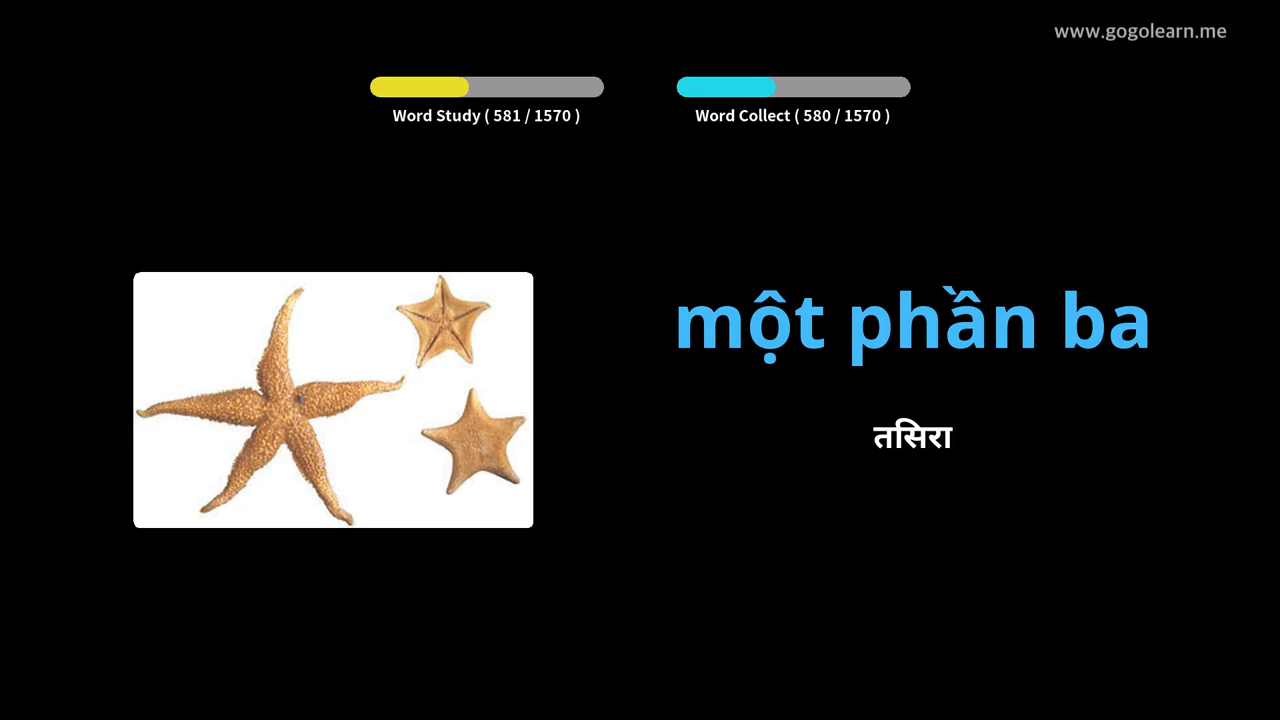 www.gogolearn.me
Word Study ( 581 / 1570 )
Word Collect ( 580 / 1570 )
một phần ba
तसिरा